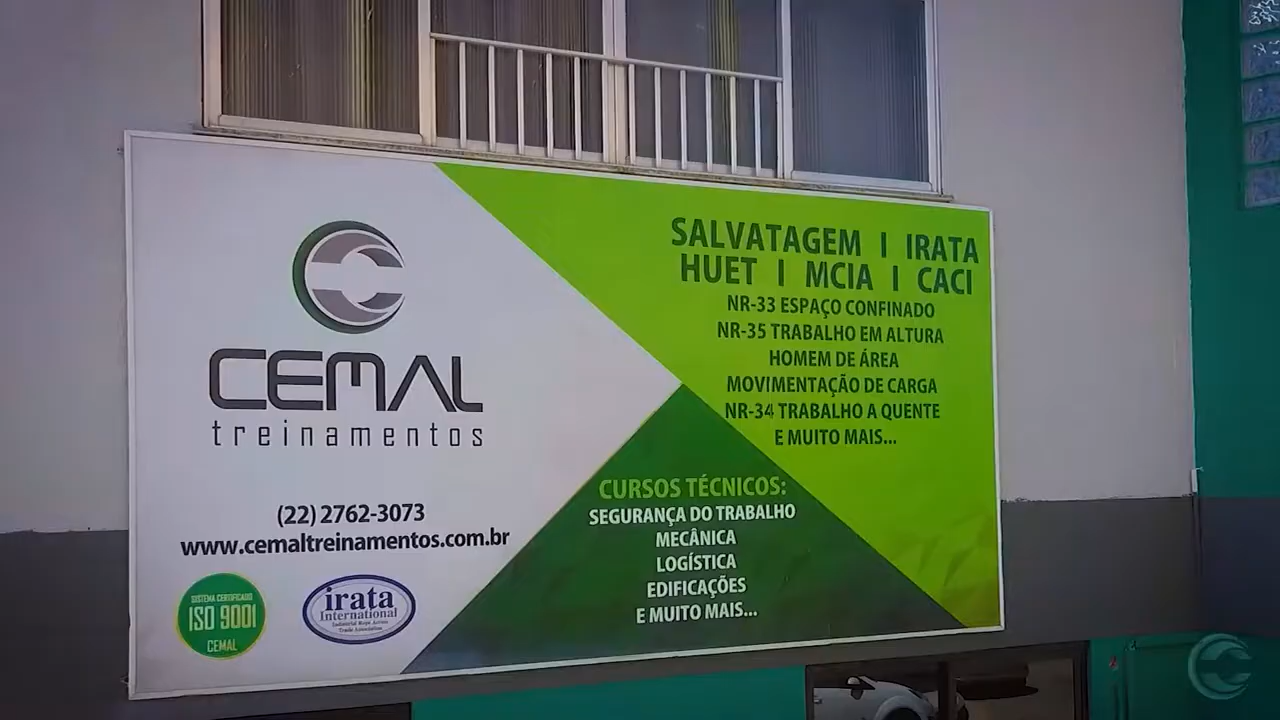 CEMAL
treinamentos
(22) 2762-3073
www.cemaltreinamentos.com.br
SISTEMA CERTIFICADO
ISO 9001
CEMAL
irata
International
Industrial Rope Access
Trade Association
SALVATAGEM I IRATA
HUET I MCIA I CACI
NR-33 ESPAÇO CONFINADO
NR-35 TRABALHO EM ALTURA
HOMEM DE ÁREA
MOVIMENTAÇÃO DE CARGA
NR-34 TRABALHO A QUENTE
E MUITO MAIS...
CURSOS TÉCNICOS:
SEGURANÇA DO TRABALHO
MECÂNICA
LOGÍSTICA
EDIFICAÇÕES
E MUITO MAIS...